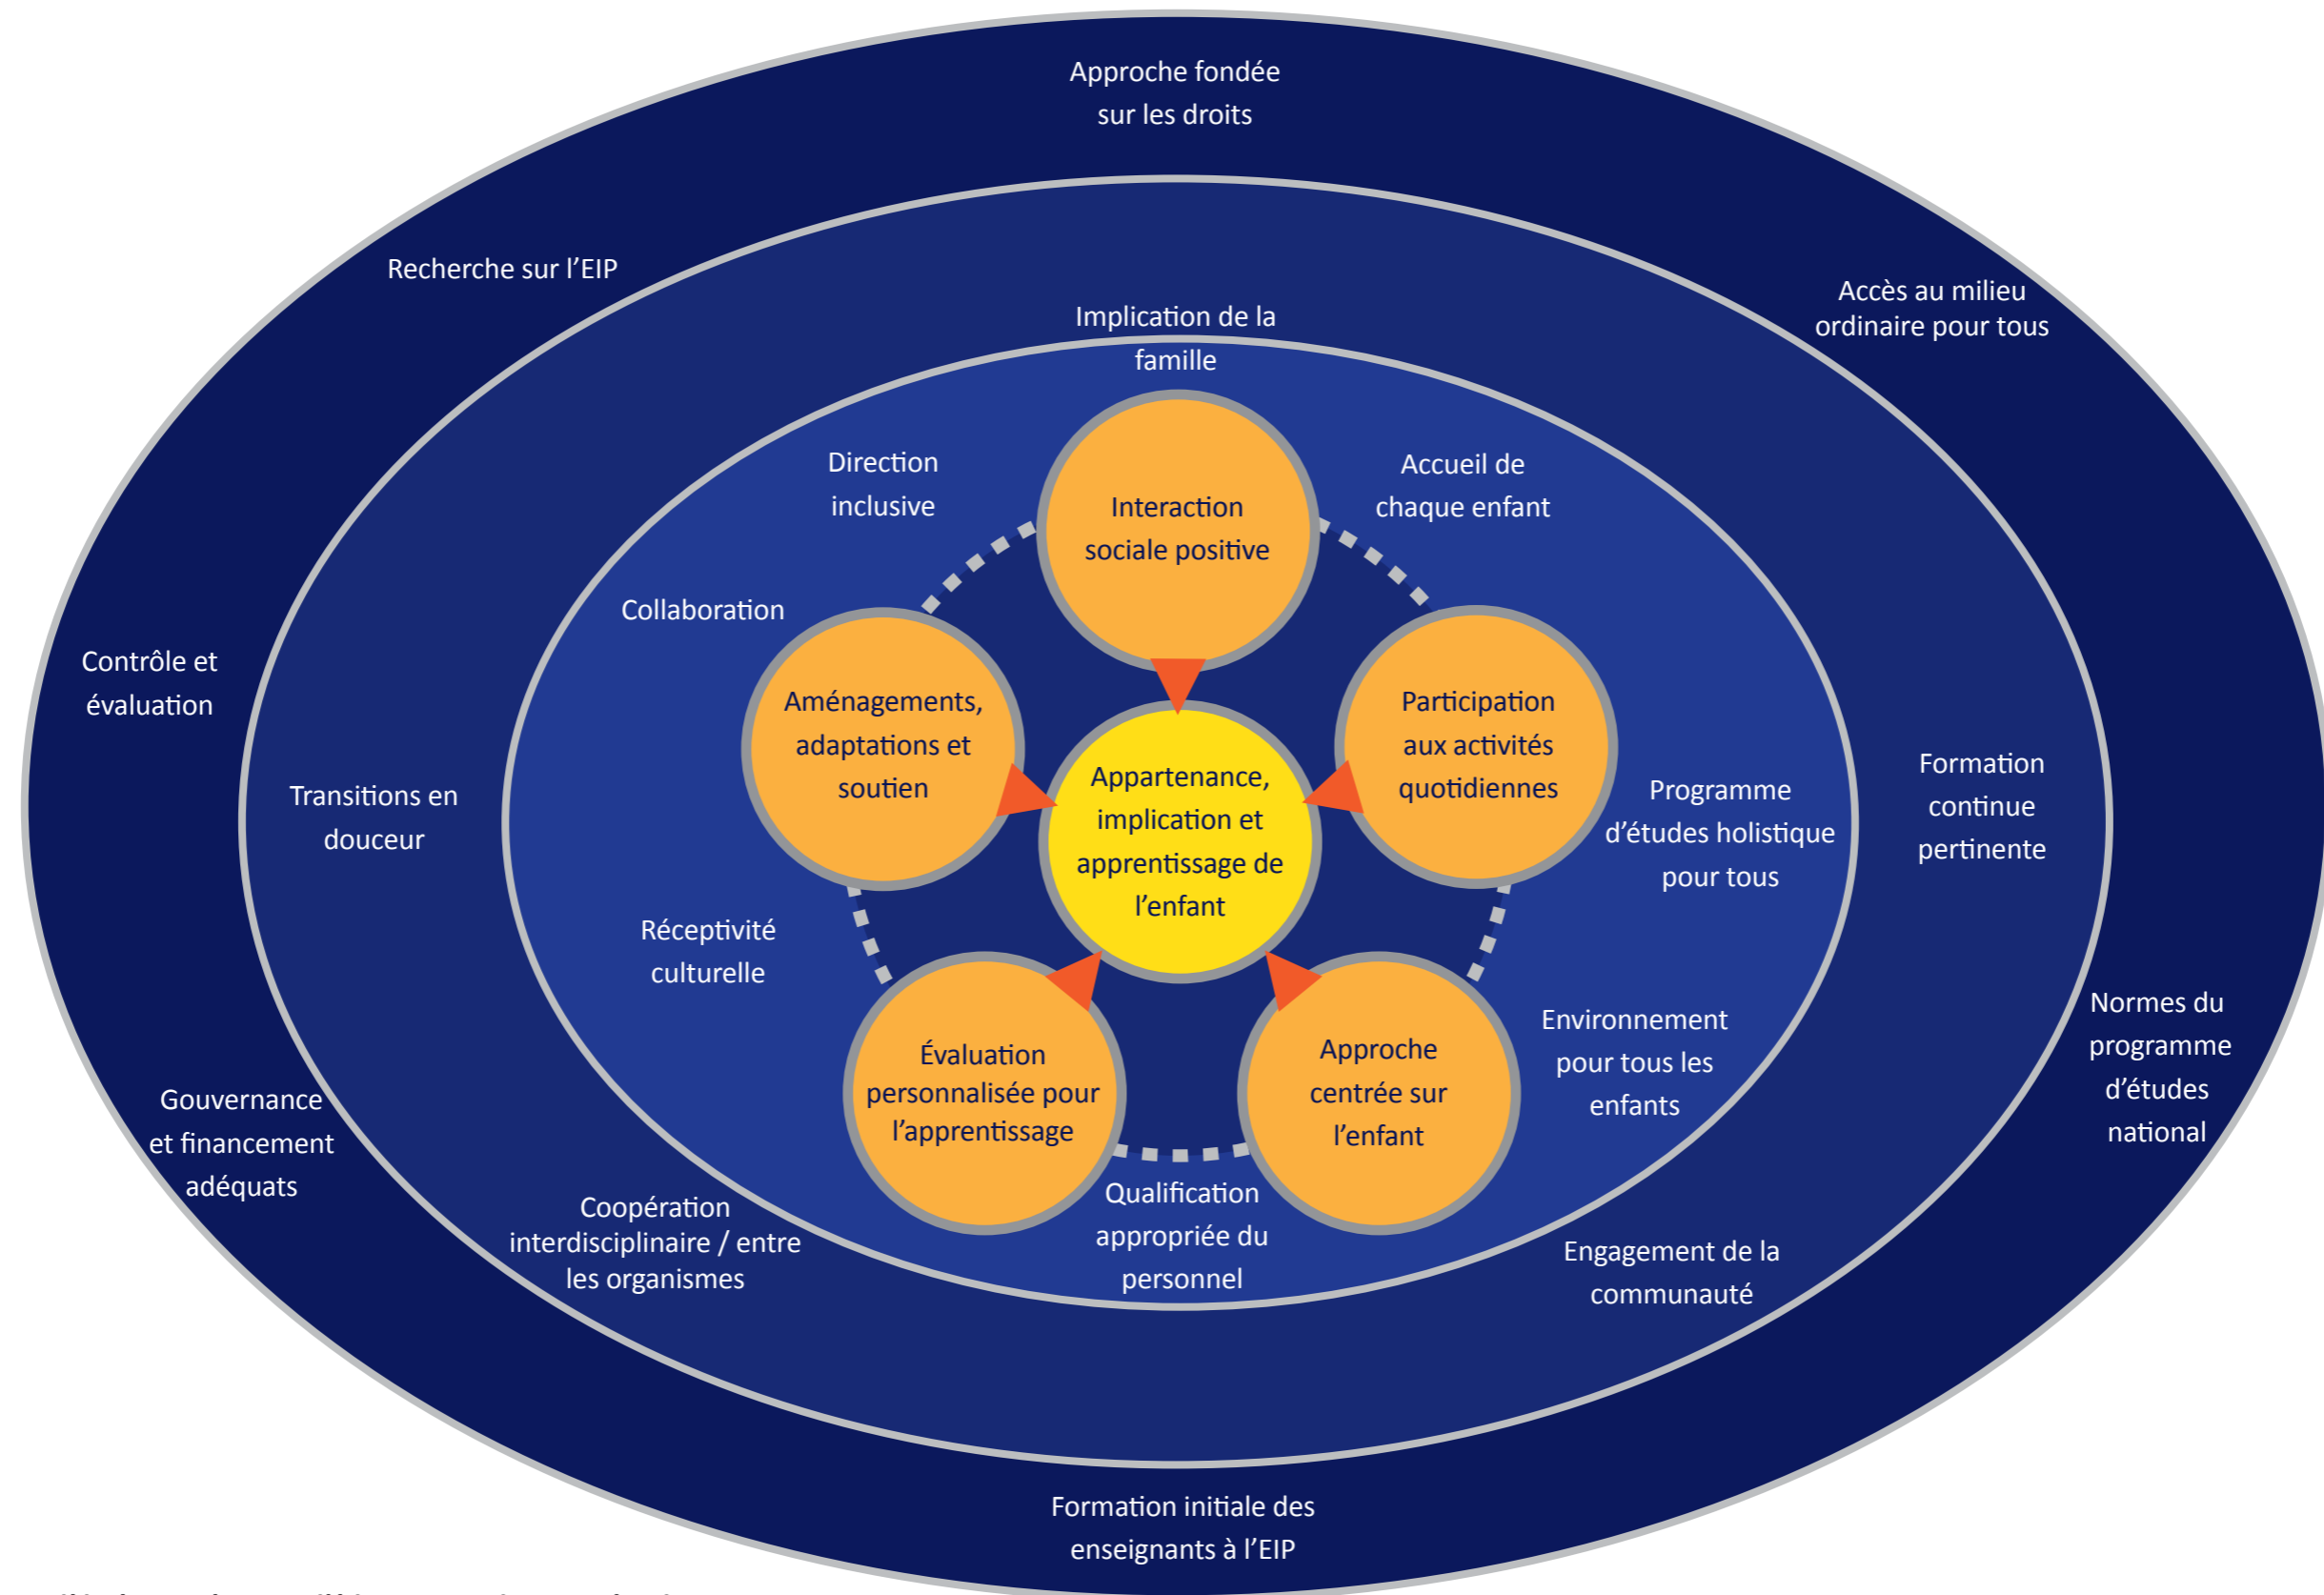 Approche fondée
sur les droits
Recherche sur l’EIP
Accès au milieu
ordinaire pour tous
Implication de la
famille
Direction
inclusive
Accueil de
chaque enfant
Interaction
sociale positive
Collaboration
Contrôle et
évaluation
Aménagements,
adaptations et
soutien
Participation
aux activités
quotidiennes
Appartenance,
implication et
apprentissage de
l’enfant
Transitions en
douceur
Programme
d’études holistique
pour tous
Formation
continue
pertinente
Réceptivité
culturelle
Normes du
programme
d’études
national
Environnement
pour tous les
enfants
Évaluation
personnalisée pour
l’apprentissage
Approche
centrée sur
l’enfant
Gouvernance
et financement
adéquats
Coopération
interdisciplinaire / entre
les organismes
Qualification
appropriée du
personnel
Engagement de la
communauté
Formation initiale des
enseignants à l’EIP